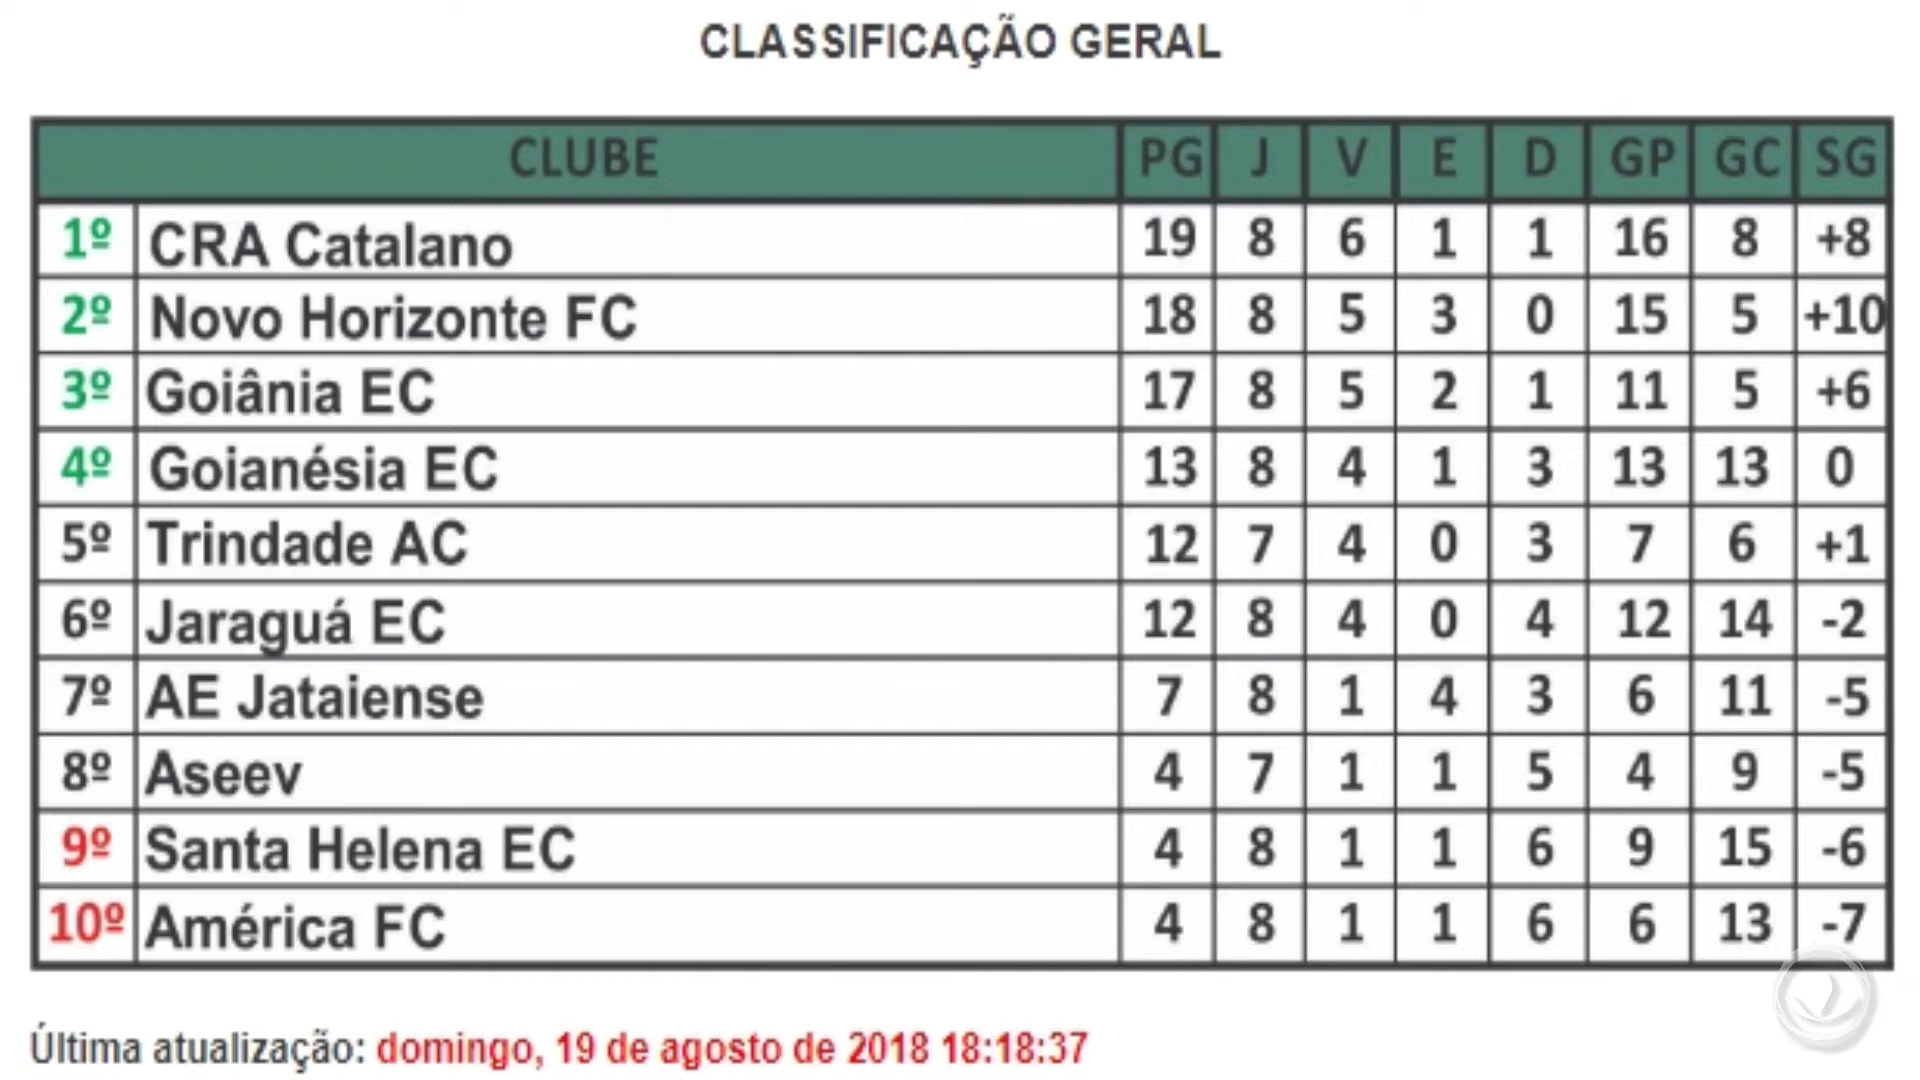 CLASSIFICAÇÃO GERAL
CLUBE PG J V E D GP GC SG
1º CRA Catalano 19 8 6 1 1 16 8 +8
2º Novo Horizonte FC 18 8 5 3 0 15 5 +10
3º Goiânia EC 17 8 5 2 1 11 5 +6
4º Goianésia EC 13 8 4 1 3 13 13 0
5º Trindade AC 12 7 4 0 3 7 6 +1
6º Jaraguá EC 12 8 4 0 4 12 14 -2
7º AE Jataiense 7 8 1 4 3 6 11 -5
8º Aseev 4 7 1 1 5 4 9 -5
9º Santa Helena EC 4 8 1 1 6 9 15 -6
10º América FC 4 8 1 1 6 6 13 -7
Última atualização: domingo, 19 de agosto de 2018 18:18:37